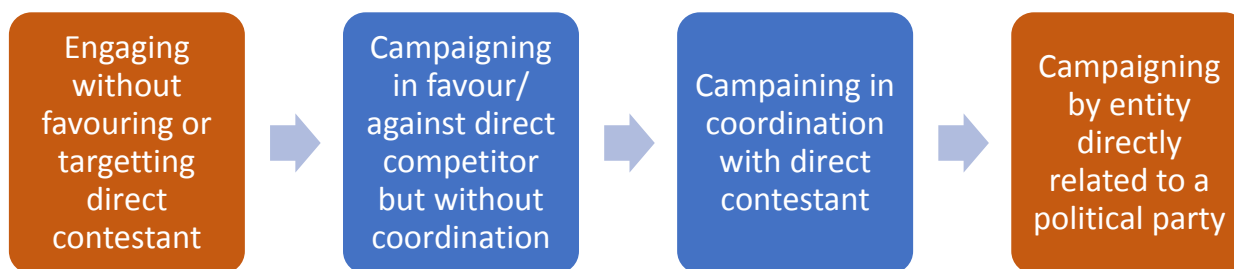 Engaging
without
favouring or
targetting
direct
contestant
Campaigning
in favour/
against direct
competitor
but without
coordination
Campaining in
coordination
with direct
contestant
Campaigning
by entity
directly
related to a
political party